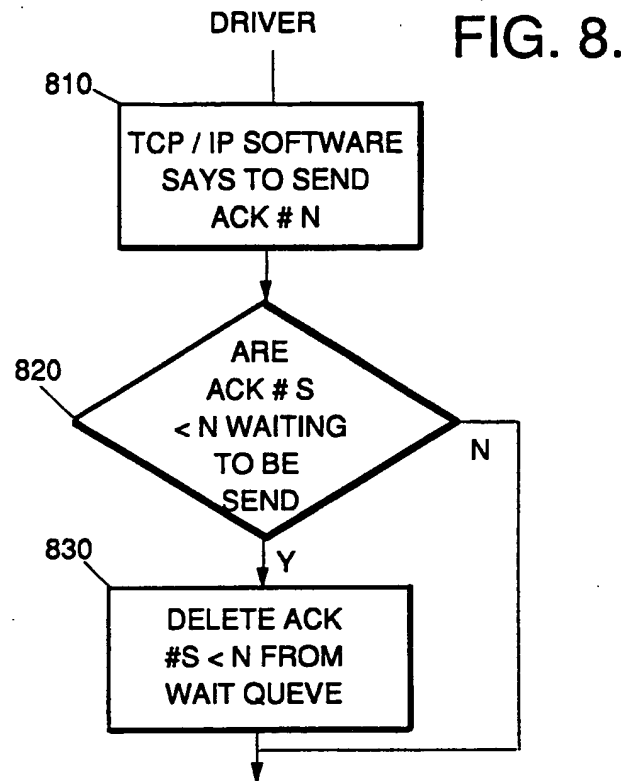 DRIVER
FIG. 8.
810
TCP / IP SOFTWARE
SAYS TO SEND
ACK # N
820
ARE
ACK # S
< N WAITING
TO BE
SEND
N
830
Y
DELETE ACK
#S < N FROM
WAIT QUEVE